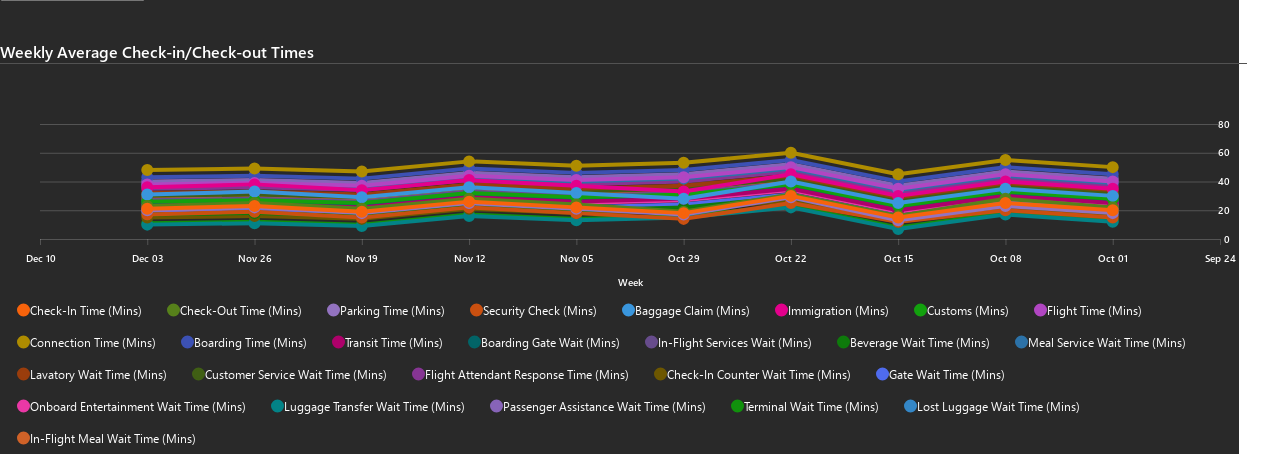 Weekly Average Check-in/Check-out Times
80
60
40
20
0
Dec 10 Dec 03 Nov 26 Nov 19 Nov 12 Nov 05 Oct 29 Oct 22 Oct 15 Oct 08 Oct 01 Sep 24
Week
Check-In Time (Mins) Check-Out Time (Mins) Parking Time (Mins) Security Check (Mins) Baggage Claim (Mins) Immigration (Mins) Customs (Mins) Flight Time (Mins)
Connection Time (Mins) Boarding Time (Mins) Transit Time (Mins) Boarding Gate Wait (Mins) In-Flight Services Wait (Mins) Beverage Wait Time (Mins) Meal Service Wait Time (Mins)
Lavatory Wait Time (Mins) Customer Service Wait Time (Mins) Flight Attendant Response Time (Mins) Check-In Counter Wait Time (Mins) Gate Wait Time (Mins)
Onboard Entertainment Wait Time (Mins) Luggage Transfer Wait Time (Mins) Passenger Assistance Wait Time (Mins) Terminal Wait Time (Mins) Lost Luggage Wait Time (Mins)
In-Flight Meal Wait Time (Mins)